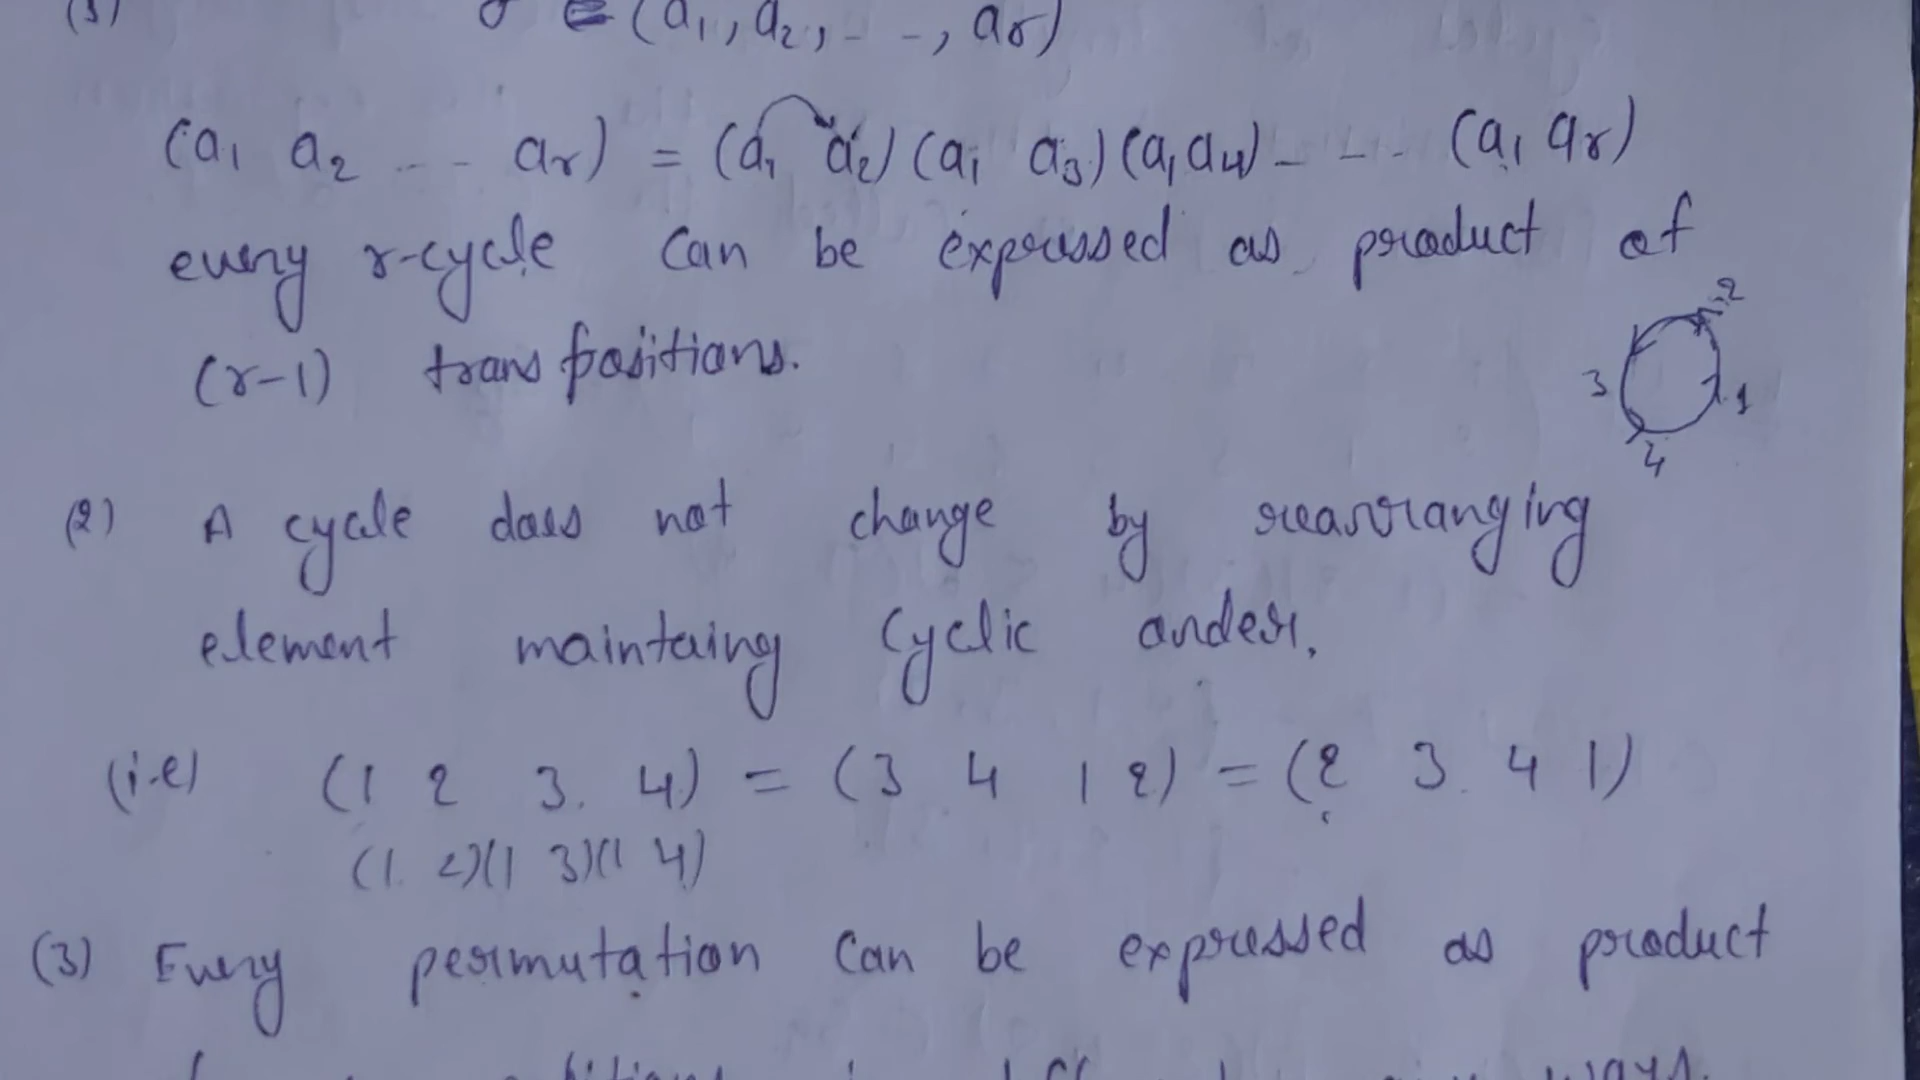 (1) σ = (a₁, a₂, - -, aᵣ)
(a₁ a₂ - - aᵣ) = (a₁ a₂) (a₁ a₃) (a₁ a₄) - - - (a₁ aᵣ)
every r-cycle can be expressed as product of
(r-1) transpositions.
2
3
1
4
(2) A cycle does not change by rearranging
element maintaing cyclic order.
(i.e) (1 2 3. 4) = (3 4 1 2) = (2 3. 4 1)
(1 2)(1 3)(1 4)
(3) Every permutation can be expressed as product
ways.